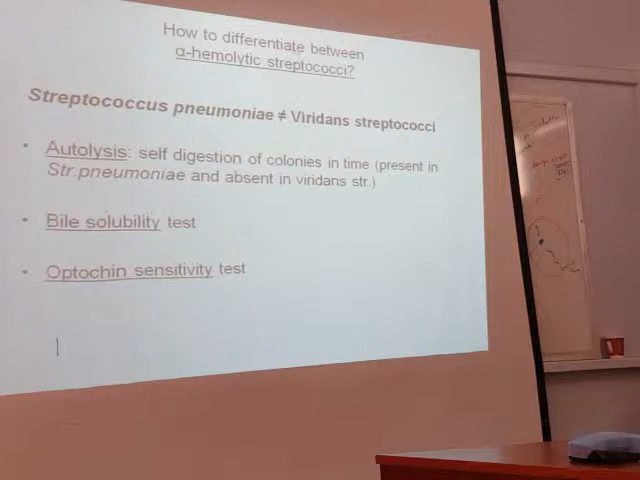 How to differentiate between
α-hemolytic streptococci?
Streptococcus pneumoniae ≠ Viridans streptococci
• Autolysis: self digestion of colonies in time (present in
Str.pneumoniae and absent in viridans str.)
• Bile solubility test
• Optochin sensitivity test